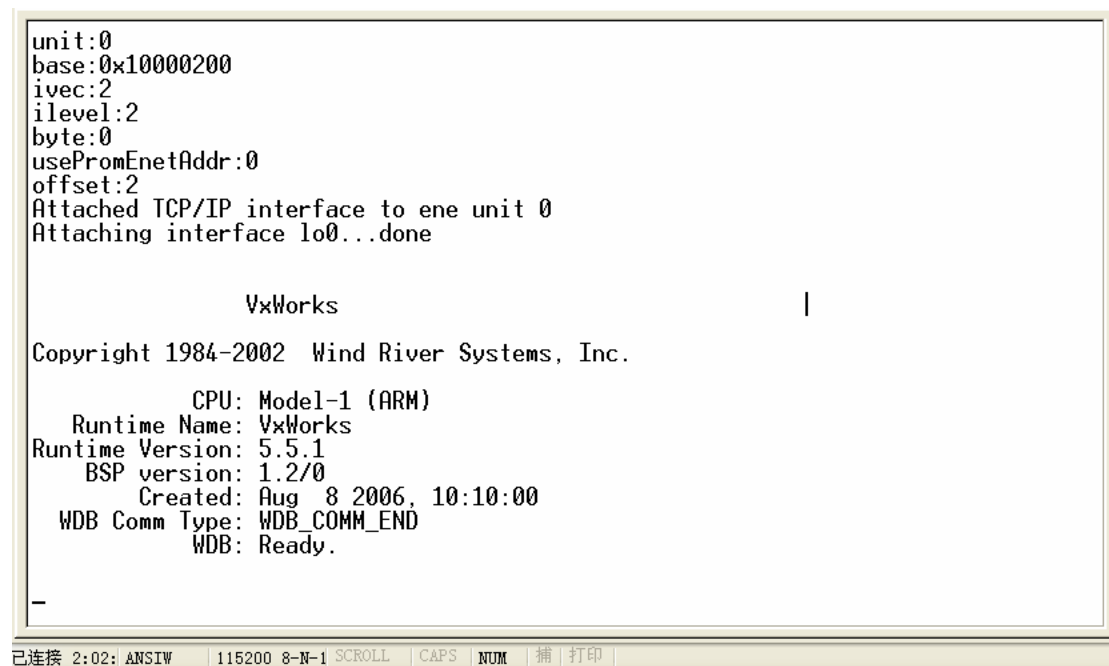 unit:0
base:0x10000200
ivec:2
ilevel:2
byte:0
usePromEnetAddr:0
offset:2
Attached TCP/IP interface to ene unit 0
Attaching interface lo0...done
VxWorks
Copyright 1984-2002  Wind River Systems, Inc.
CPU: Model-1 (ARM)
Runtime Name: VxWorks
Runtime Version: 5.5.1
BSP version: 1.2/0
Created: Aug  8 2006, 10:10:00
WDB Comm Type: WDB_COMM_END
WDB: Ready.
已连接 2:02: ANSIW 115200 8-N-1 SCROLL CAPS NUM 捕 打印